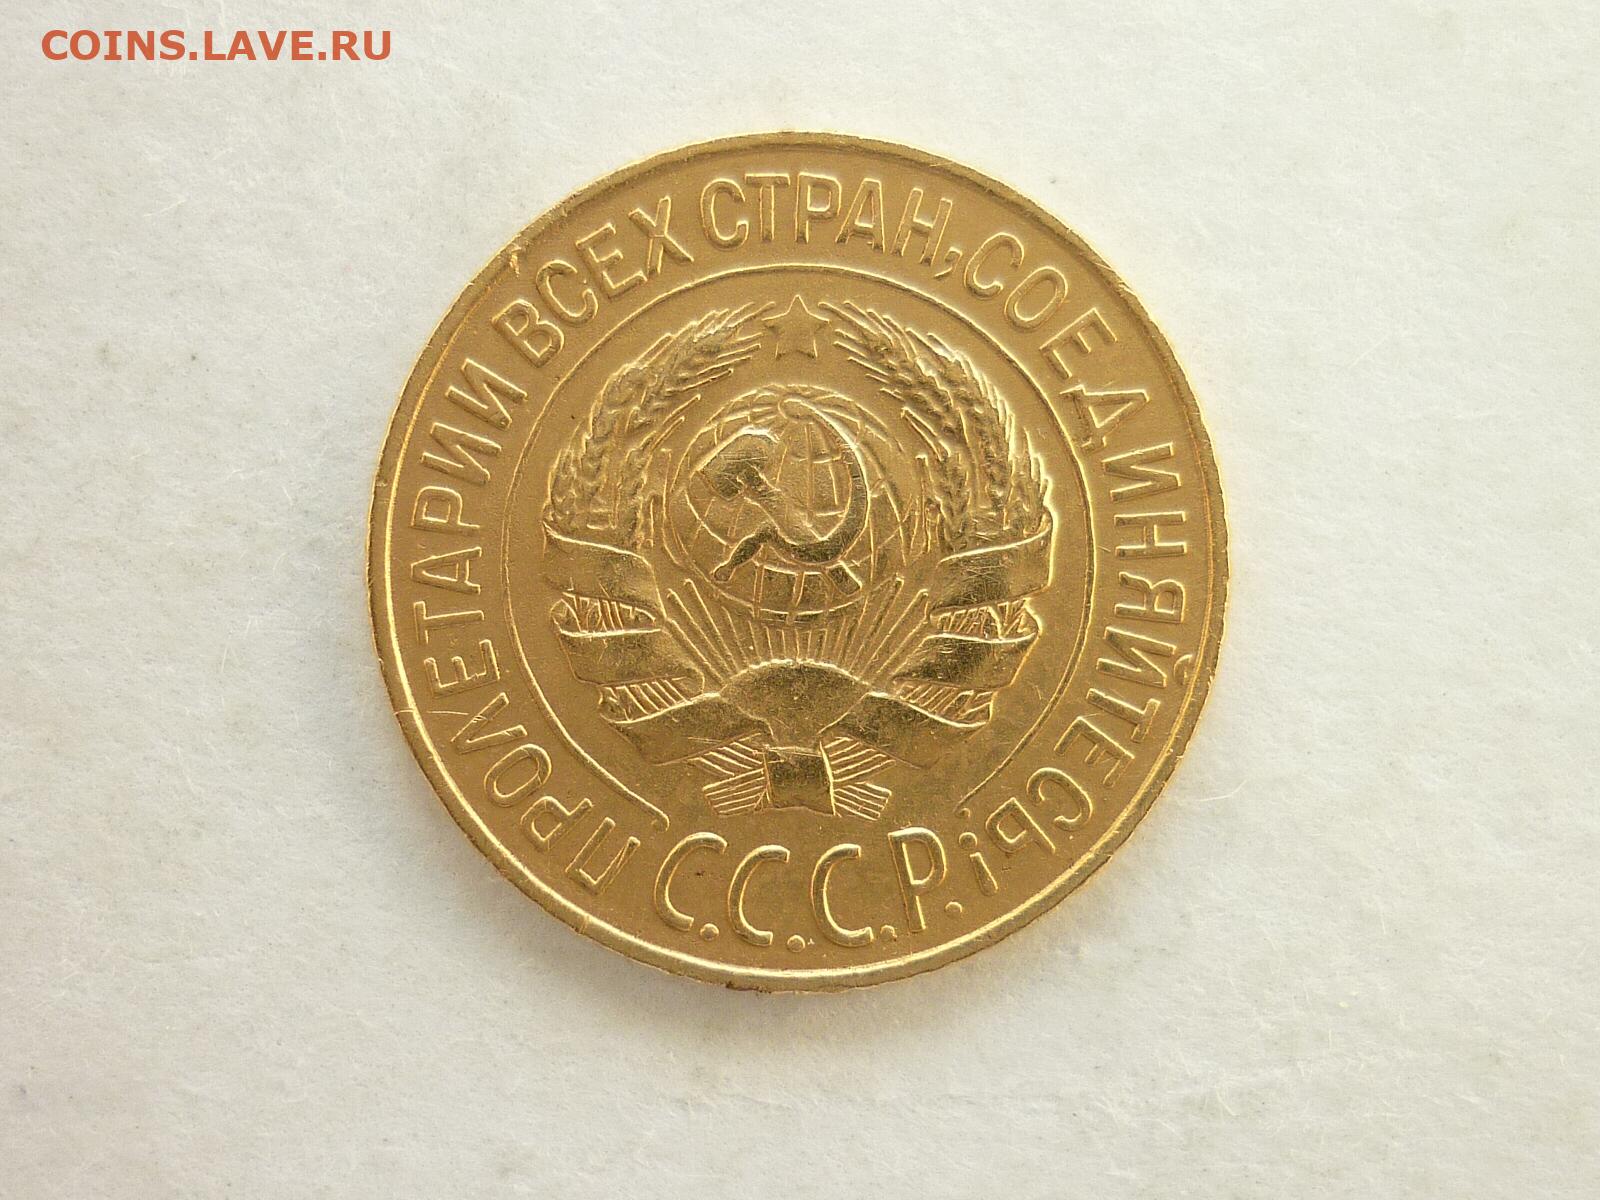 COINS.LAVE.RU
ПРОЛЕТАРИИ ВСЕХ СТРАН, СОЕДИНЯЙТЕСЬ!
С.С.С.Р.